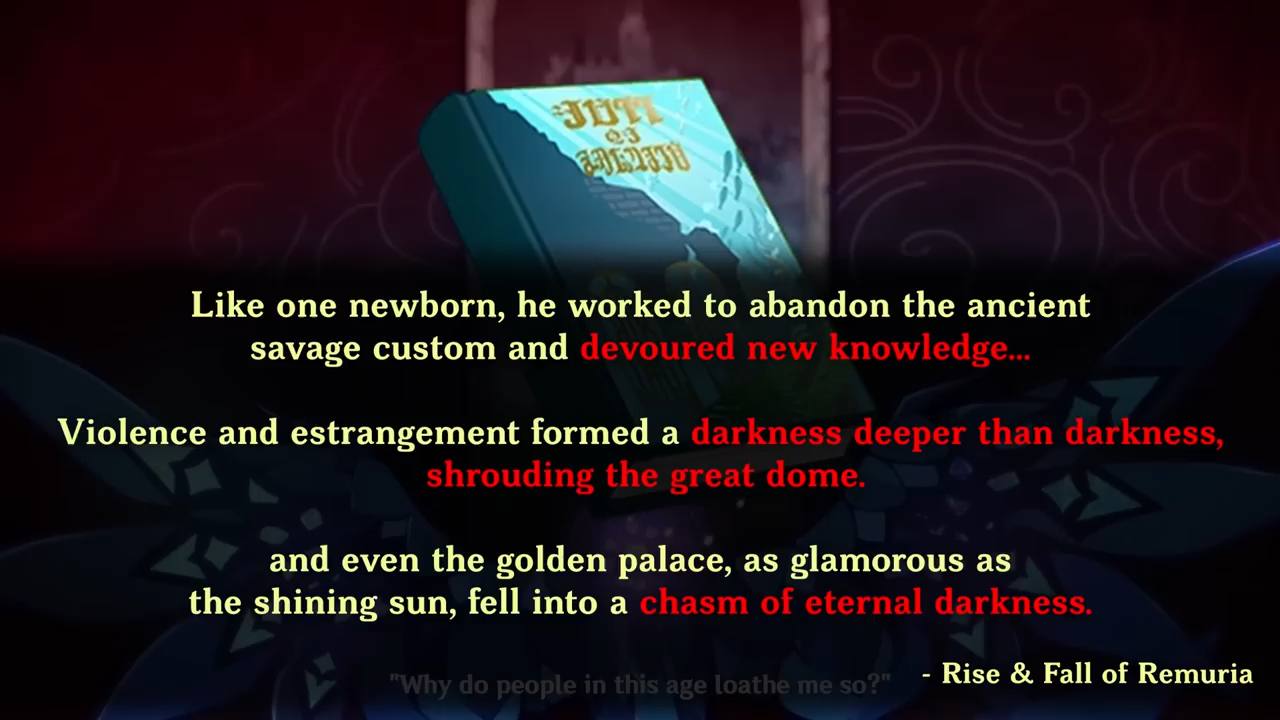 Like one newborn, he worked to abandon the ancient
savage custom and devoured new knowledge...
Violence and estrangement formed a darkness deeper than darkness,
shrouding the great dome.
and even the golden palace, as glamorous as
the shining sun, fell into a chasm of eternal darkness.
- Rise & Fall of Remuria
"Why do people in this age loathe me so?"